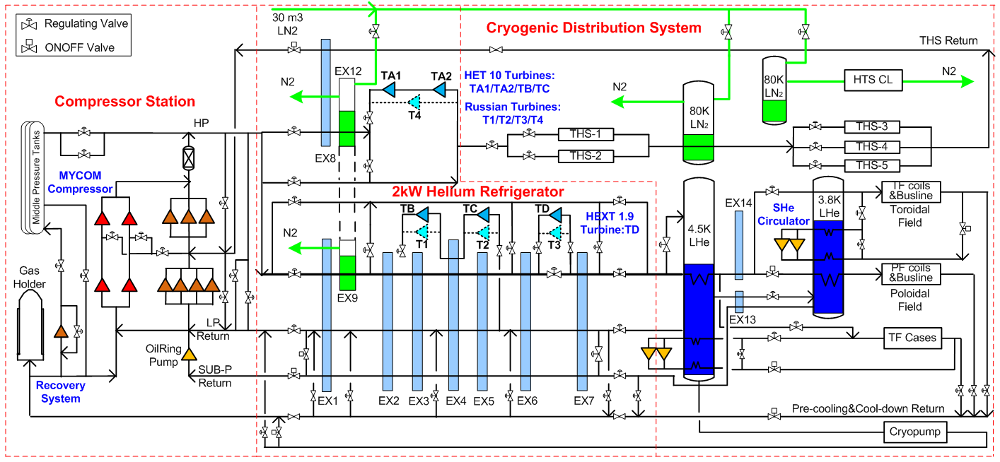 Regulating Valve
ONOFF Valve
30 m3
LN2
Cryogenic Distribution System
THS Return
EX12
N2
TA1
TA2
T4
HET 10 Turbines:
TA1/TA2/TB/TC
Russian Turbines:
T1/T2/T3/T4
N2
80K
LN2
80K
LN2
HTS CL
N2
Compressor Station
HP
EX8
THS-1
THS-2
THS-3
THS-4
THS-5
Middle Pressure Tanks
MYCOM
Compressor
2kW Helium Refrigerator
TB
TC
TD
T1
T2
T3
HEXT 1.9
Turbine:TD
N2
EX9
4.5K
LHe
EX14
SHe
Circulator
3.8K
LHe
TF coils
&Busline
Toroidal
Field
PF coils
&Busline
Poloidal
Field
EX13
Gas
Holder
LP
Return
OilRing
Pump
SUB-P
Return
TF Cases
Recovery
System
EX1
EX2
EX3
EX4
EX5
EX6
EX7
Pre-cooling&Cool-down Return
Cryopump